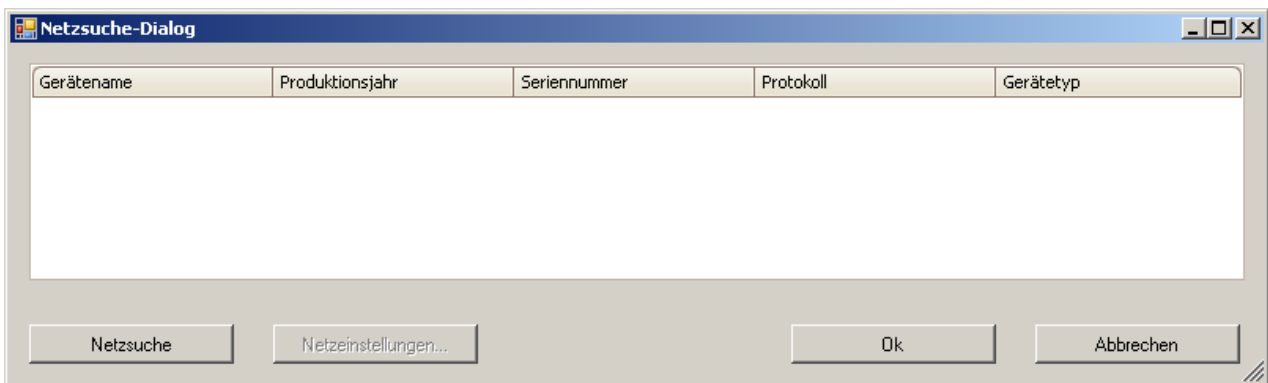 Netzsuche-Dialog
Gerätename Produktionsjahr Seriennummer Protokoll Gerätetyp
Netzsuche Netzeinstellungen... Ok Abbrechen